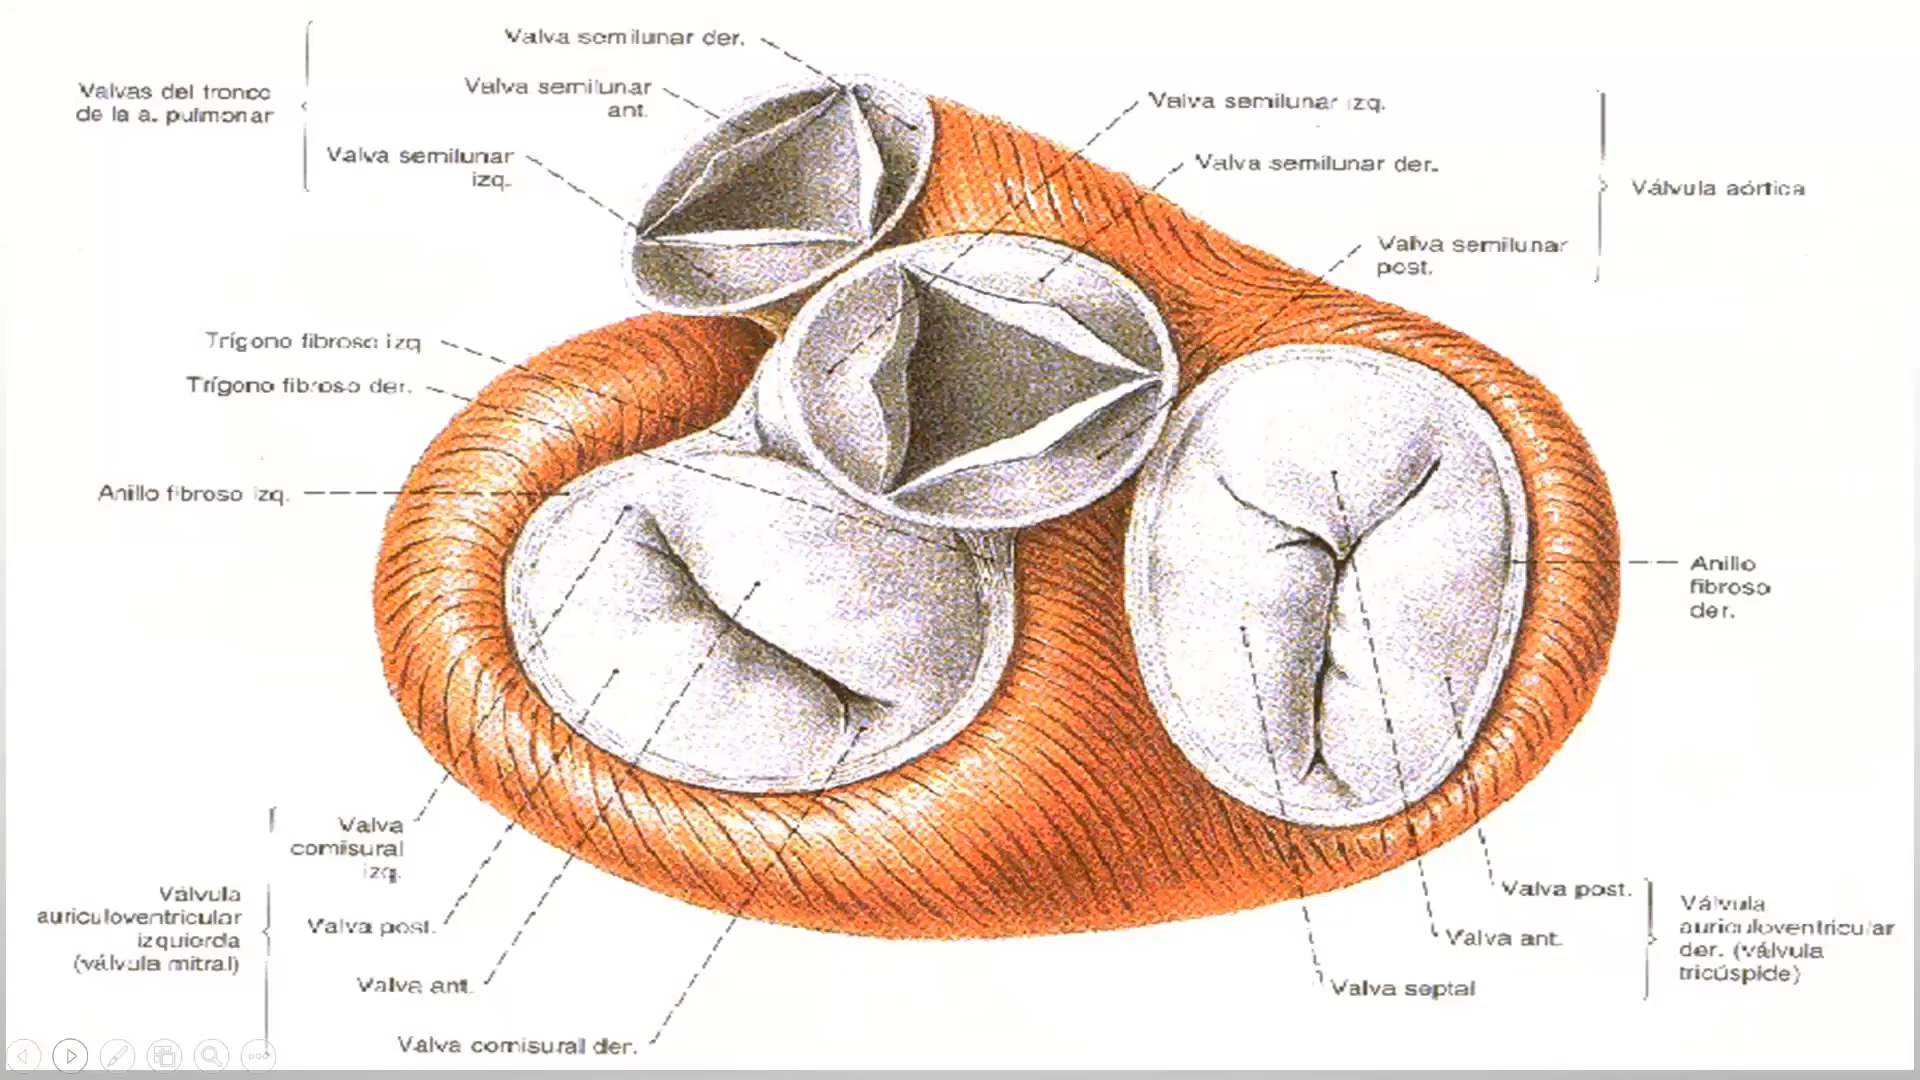 Valva semilunar der.
Valvas del tronco
de la a. pulmonar
Valva semilunar
ant.
Valva semilunar
izq.
Valva semilunar izq.
Valva semilunar der.
Válvula aórtica
Valva semilunar
post.
Trígono fibroso izq
Trígono fibroso der.
Anillo fibroso izq.
Anillo
fibroso
der.
Valva
comisural
izq.
Válvula
auriculoventricular
izquierda
(válvula mitral)
Valva post.
Valva ant.
Valva comisural der.
Valva post.
Valva ant.
Valva septal
Válvula
auriculoventricular
der. (válvula
tricúspide)